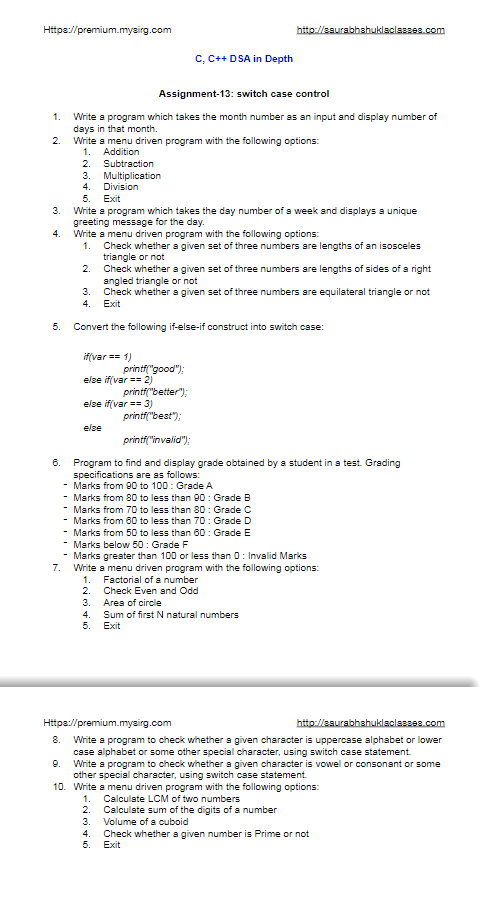 Https://premium.mysirg.com http://saurabhshuklaclasses.com
C, C++ DSA in Depth
Assignment-13: switch case control
1. Write a program which takes the month number as an input and display number of
days in that month.
2. Write a menu driven program with the following options:
1. Addition
2. Subtraction
3. Multiplication
4. Division
5. Exit
3. Write a program which takes the day number of a week and displays a unique
greeting message for the day.
4. Write a menu driven program with the following options:
1. Check whether a given set of three numbers are lengths of an isosceles
triangle or not
2. Check whether a given set of three numbers are lengths of sides of a right
angled triangle or not
3. Check whether a given set of three numbers are equilateral triangle or not
4. Exit
5. Convert the following if-else-if construct into switch case:
if(var == 1)
printf("good");
else if(var == 2)
printf("better");
else if(var == 3)
printf("best");
else
printf("invalid");
6. Program to find and display grade obtained by a student in a test. Grading
specifications are as follows:
- Marks from 90 to 100 : Grade A
- Marks from 80 to less than 90 : Grade B
- Marks from 70 to less than 80 : Grade C
- Marks from 60 to less than 70 : Grade D
- Marks from 50 to less than 60 : Grade E
- Marks below 50 : Grade F
- Marks greater than 100 or less than 0 : Invalid Marks
7. Write a menu driven program with the following options:
1. Factorial of a number
2. Check Even and Odd
3. Area of circle
4. Sum of first N natural numbers
5. Exit
Https://premium.mysirg.com http://saurabhshuklaclasses.com
8. Write a program to check whether a given character is uppercase alphabet or lower
case alphabet or some other special character, using switch case statement.
9. Write a program to check whether a given character is vowel or consonant or some
other special character, using switch case statement.
10. Write a menu driven program with the following options:
1. Calculate LCM of two numbers
2. Calculate sum of the digits of a number
3. Volume of a cuboid
4. Check whether a given number is Prime or not
5. Exit